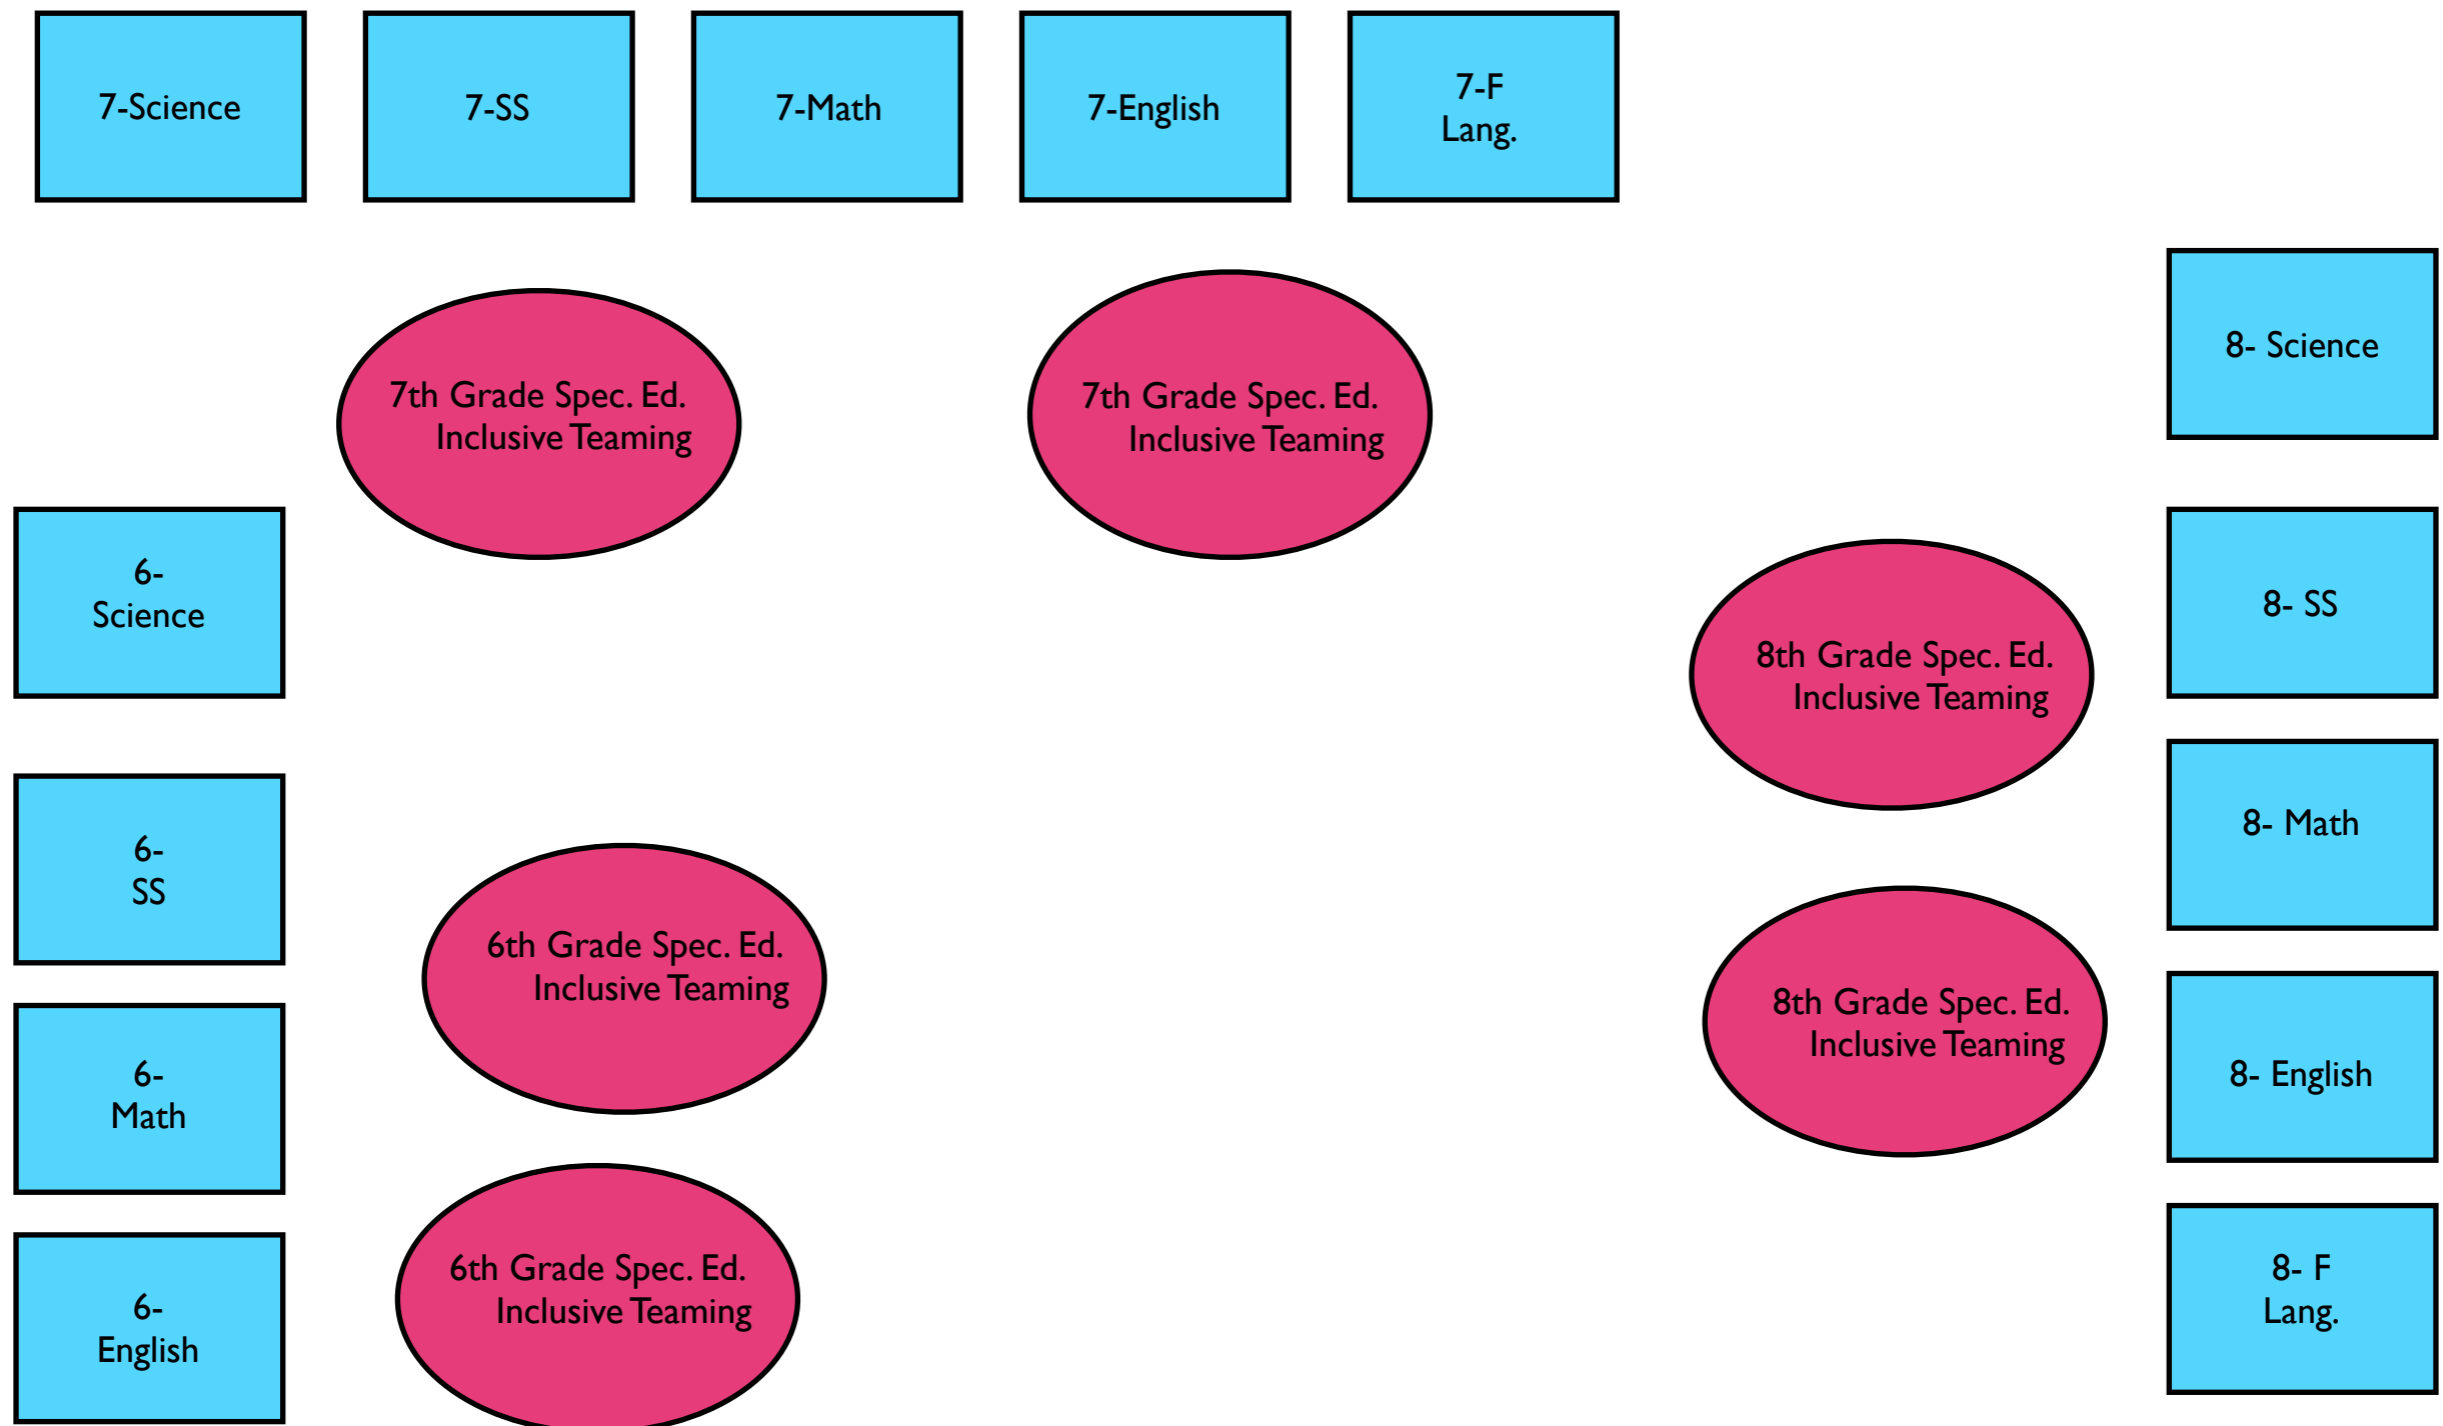 7-Science
7-SS
7-Math
7-English
7-F
Lang.
7th Grade Spec. Ed.
Inclusive Teaming
7th Grade Spec. Ed.
Inclusive Teaming
6-
Science
6-
SS
6-
Math
6-
English
6th Grade Spec. Ed.
Inclusive Teaming
6th Grade Spec. Ed.
Inclusive Teaming
8th Grade Spec. Ed.
Inclusive Teaming
8th Grade Spec. Ed.
Inclusive Teaming
8- Science
8- SS
8- Math
8- English
8- F
Lang.